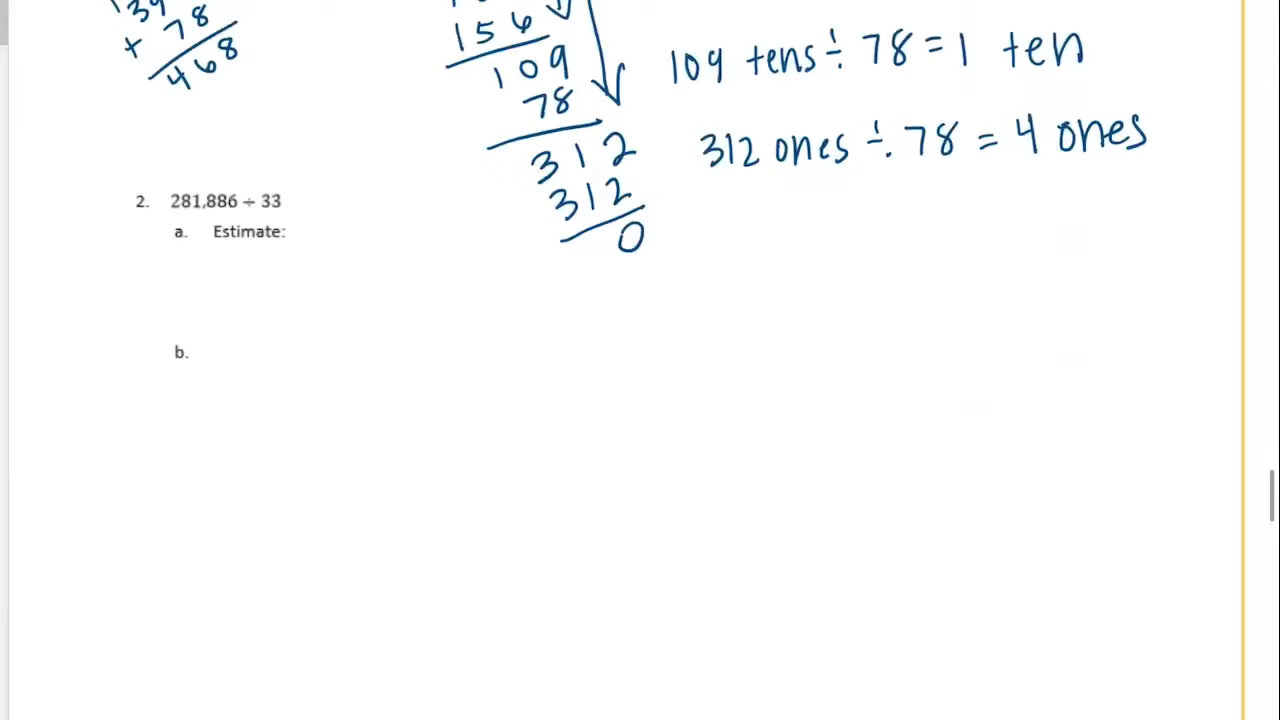 139
+ 78
468
156
109
78
312
312
0
109 tens ÷ 78 = 1 ten
312 ones ÷ 78 = 4 ones
2. 281,886 ÷ 33
a. Estimate:
b.